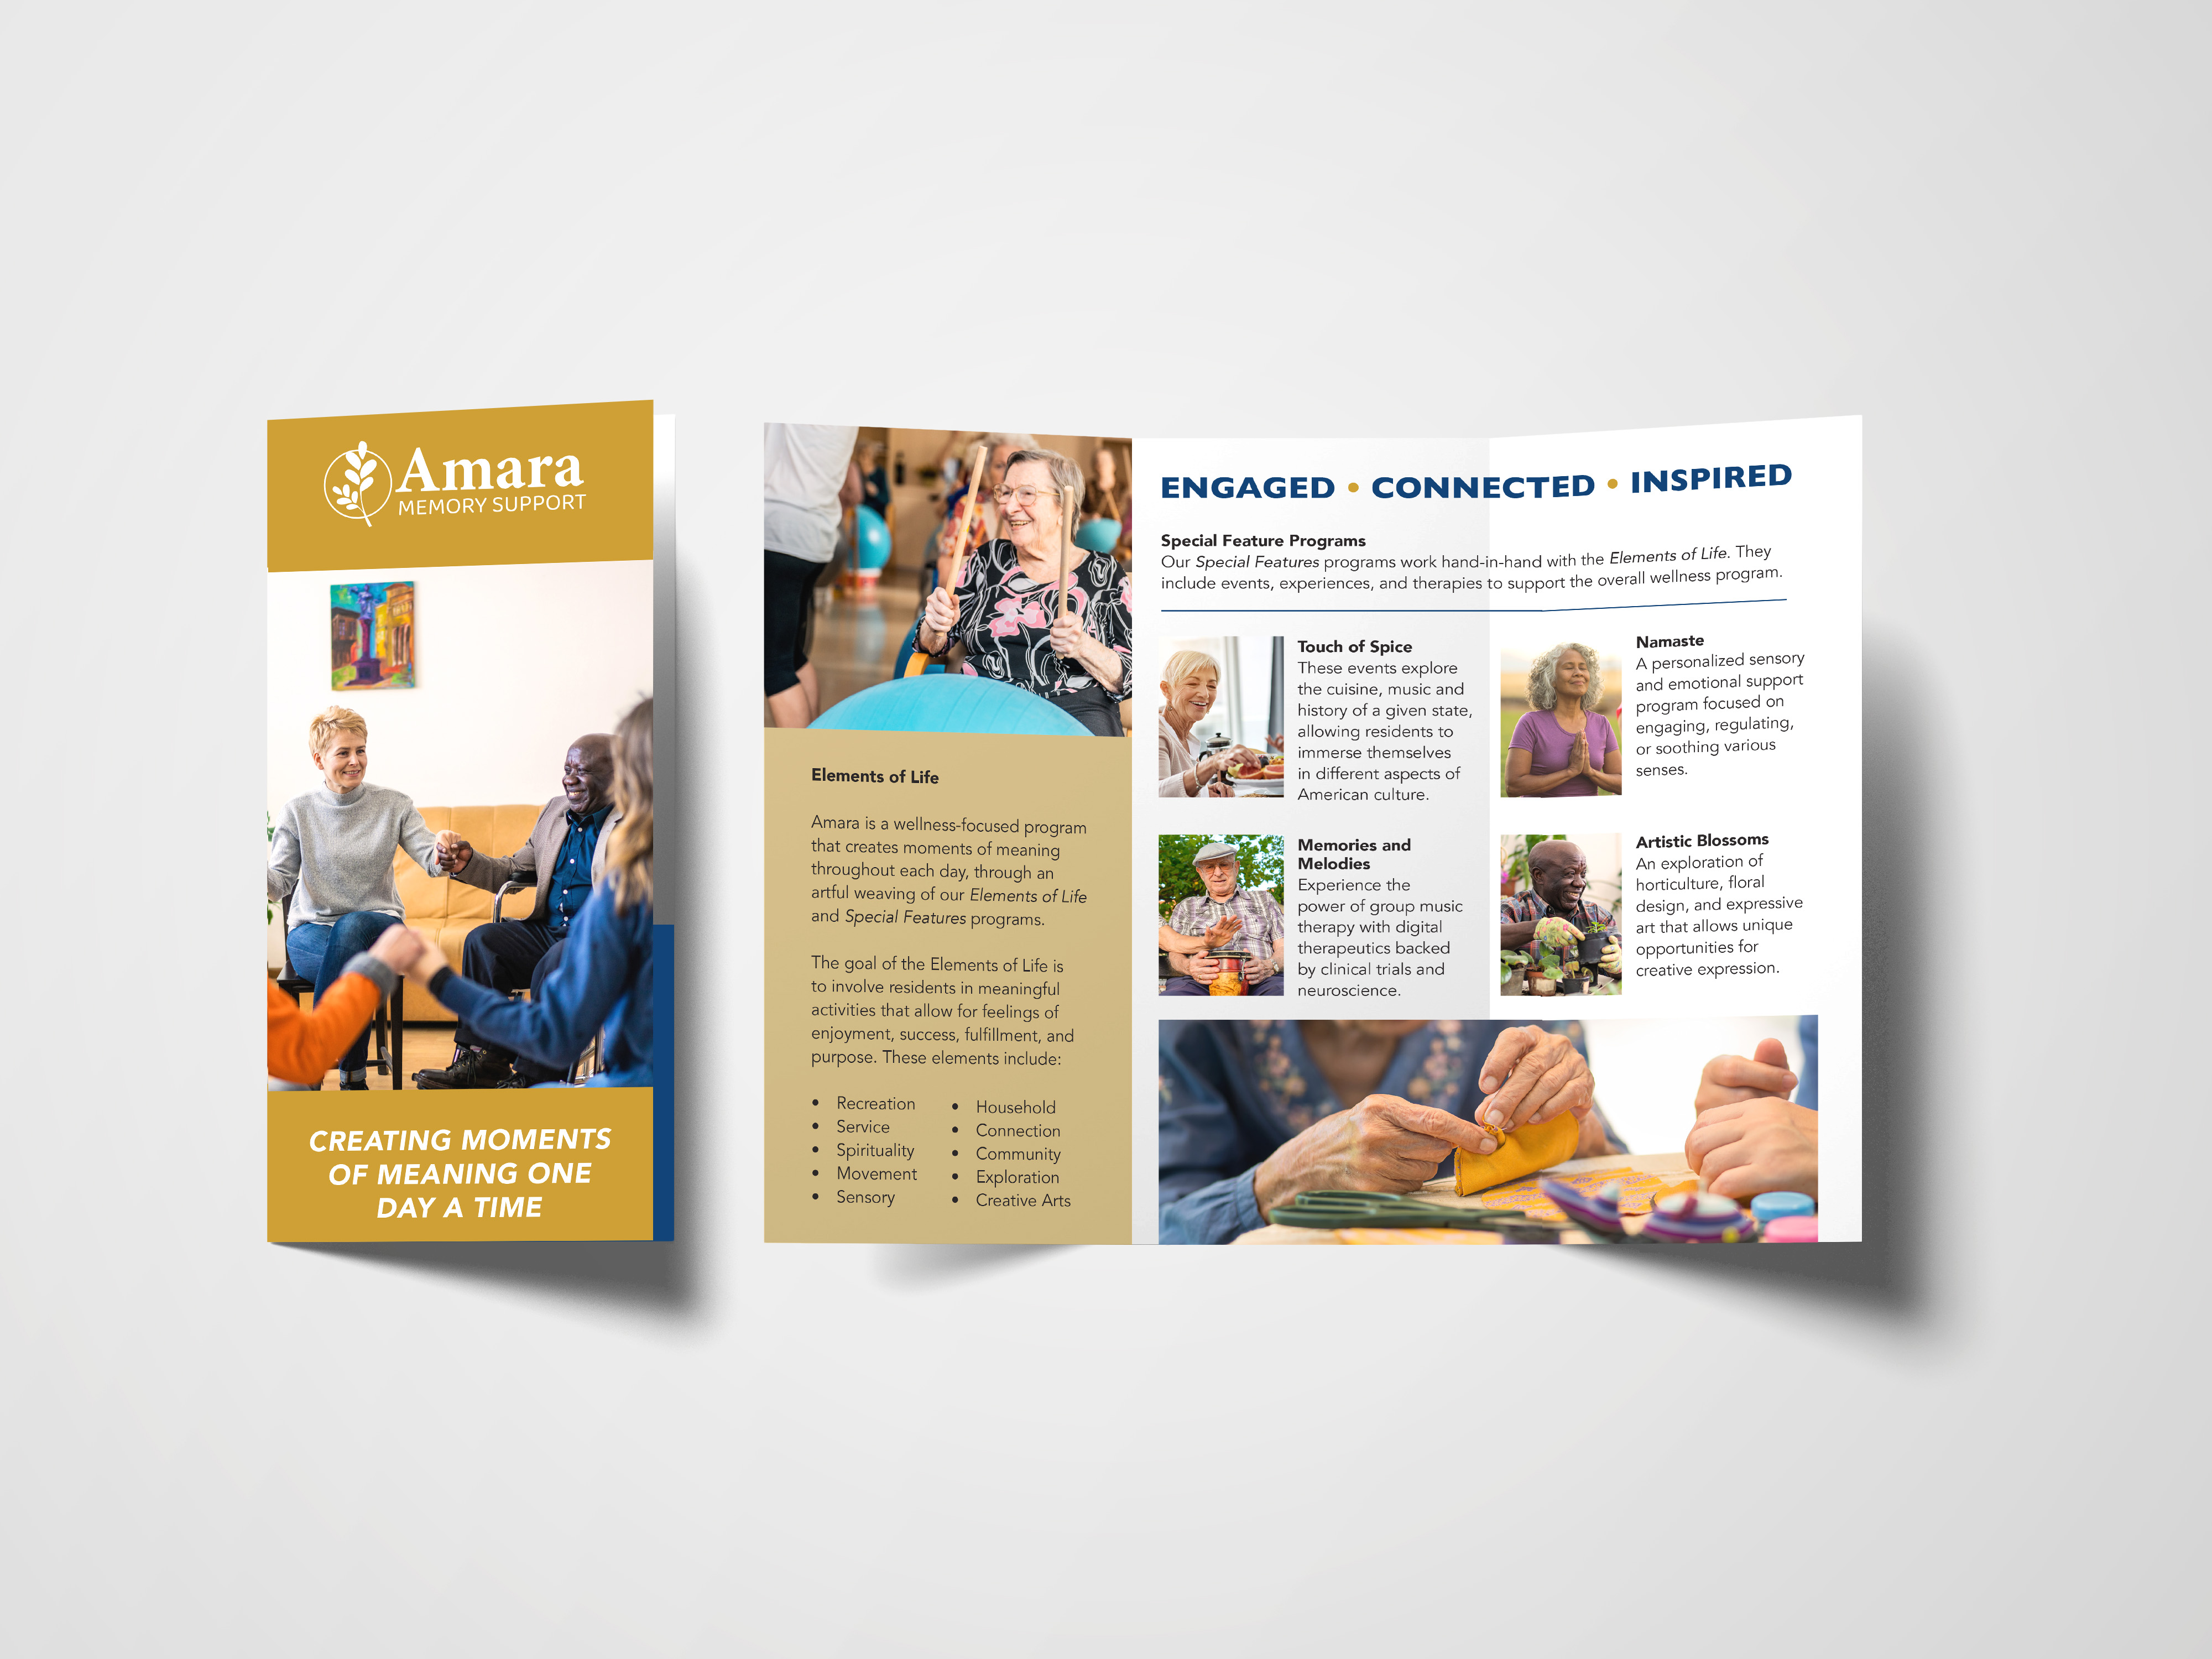 Amara
MEMORY SUPPORT
CREATING MOMENTS
OF MEANING ONE
DAY A TIME
Elements of Life
Amara is a wellness-focused program
that creates moments of meaning
throughout each day, through an
artful weaving of our Elements of Life
and Special Features programs.
The goal of the Elements of Life is
to involve residents in meaningful
activities that allow for feelings of
enjoyment, success, fulfillment, and
purpose. These elements include:
• Recreation
• Service
• Spirituality
• Movement
• Sensory
• Household
• Connection
• Community
• Exploration
• Creative Arts
ENGAGED • CONNECTED • INSPIRED
Special Feature Programs
Our Special Features programs work hand-in-hand with the Elements of Life. They
include events, experiences, and therapies to support the overall wellness program.
Touch of Spice
These events explore
the cuisine, music and
history of a given state,
allowing residents to
immerse themselves
in different aspects of
American culture.
Namaste
A personalized sensory
and emotional support
program focused on
engaging, regulating,
or soothing various
senses.
Memories and
Melodies
Experience the
power of group music
therapy with digital
therapeutics backed
by clinical trials and
neuroscience.
Artistic Blossoms
An exploration of
horticulture, floral
design, and expressive
art that allows unique
opportunities for
creative expression.